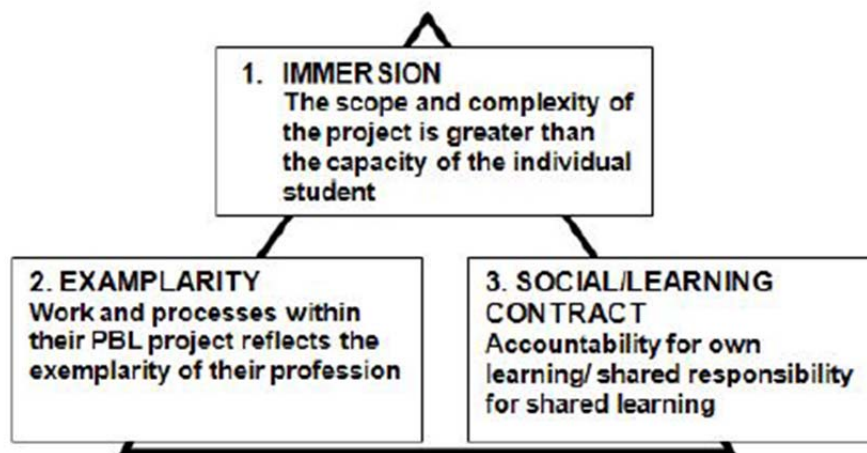 1. IMMERSION
The scope and complexity of
the project is greater than
the capacity of the individual
student
2. EXAMPLARITY
Work and processes within
their PBL project reflects the
exemplarity of their profession
3. SOCIAL/LEARNING
CONTRACT
Accountability for own
learning/ shared responsibility
for shared learning